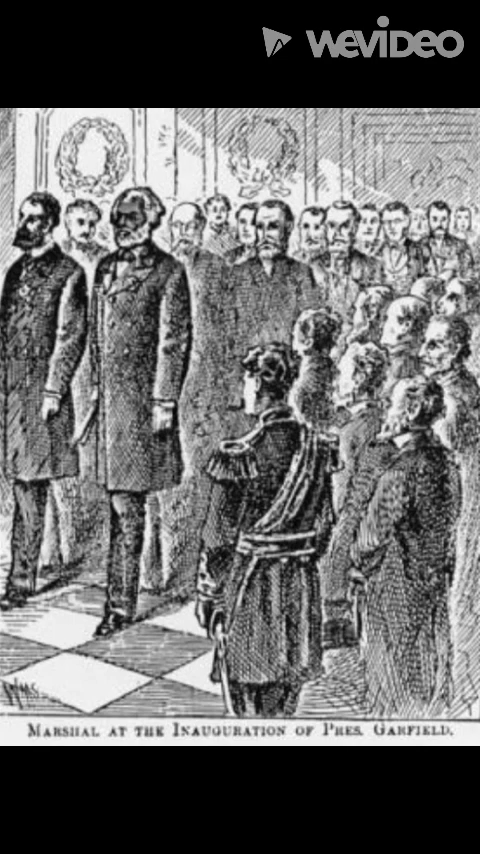 WEVIDEO
MARSHAL AT THE INAUGURATION OF PRES. GARFIELD.